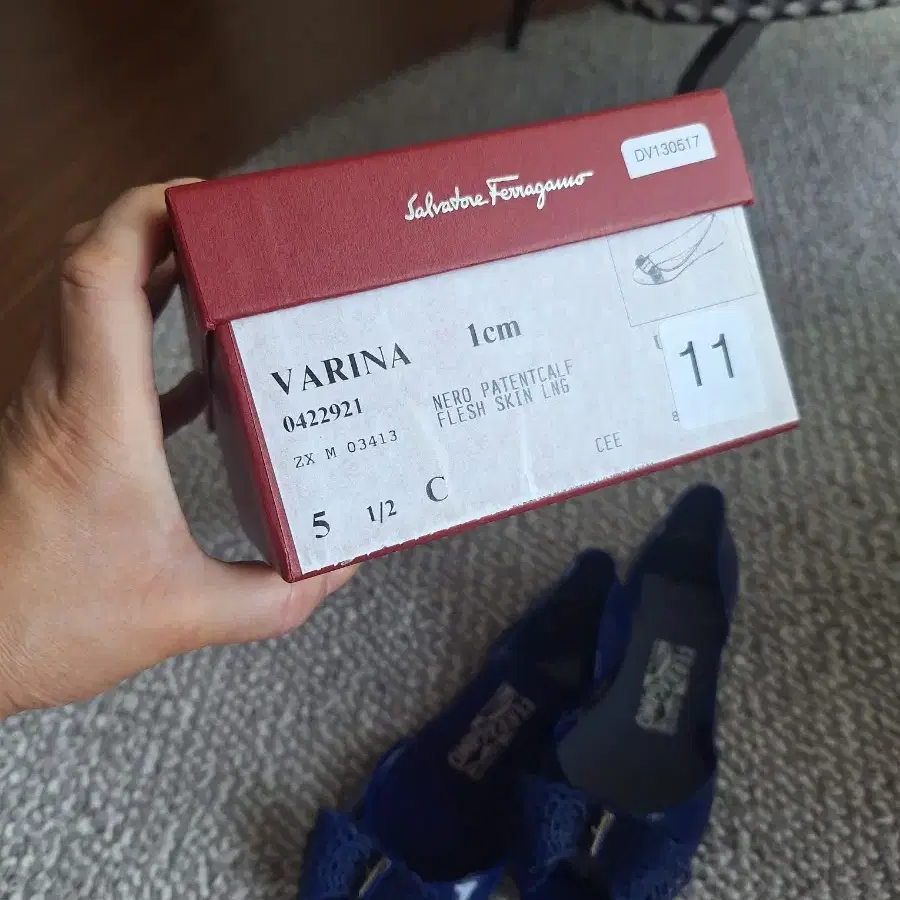 DV130517
Salvatore Ferragamo
VARINA 1cm
0422921
NERO PATENTCALF
FLESH SKIN LNG
ZX M 03413
11
CEE
5 1/2 C